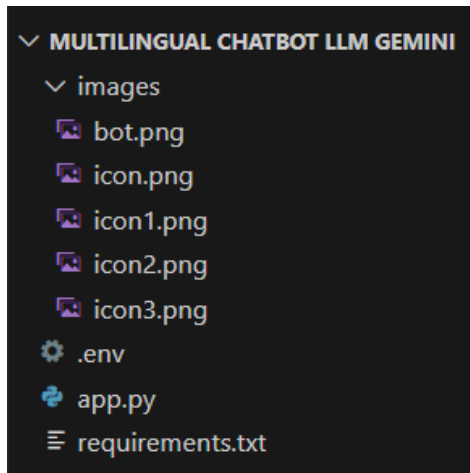 MULTILINGUAL CHATBOT LLM GEMINI
images
bot.png
icon.png
icon1.png
icon2.png
icon3.png
.env
app.py
requirements.txt